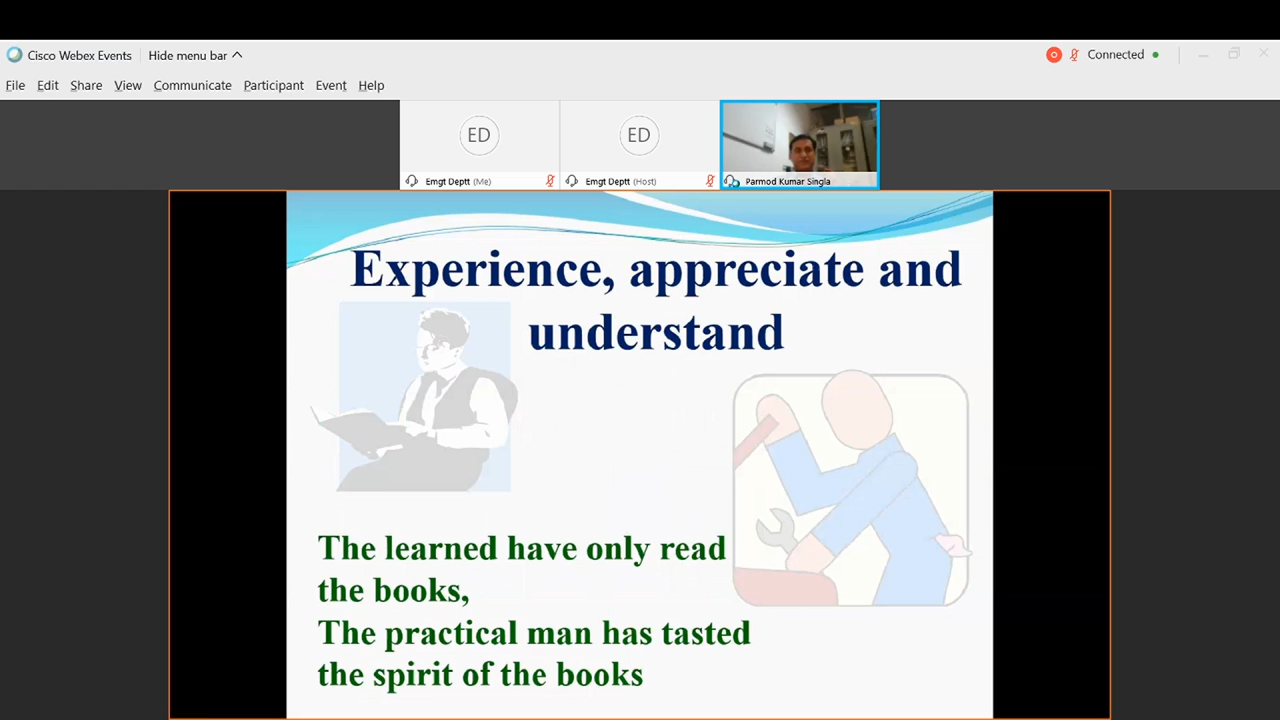 Cisco Webex Events
Hide menu bar
Connected
File Edit Share View Communicate Participant Event Help
ED
ED
Emgt Deptt (Me)
Emgt Deptt (Host)
Parmod Kumar Singla
Experience, appreciate and
understand
The learned have only read
the books,
The practical man has tasted
the spirit of the books